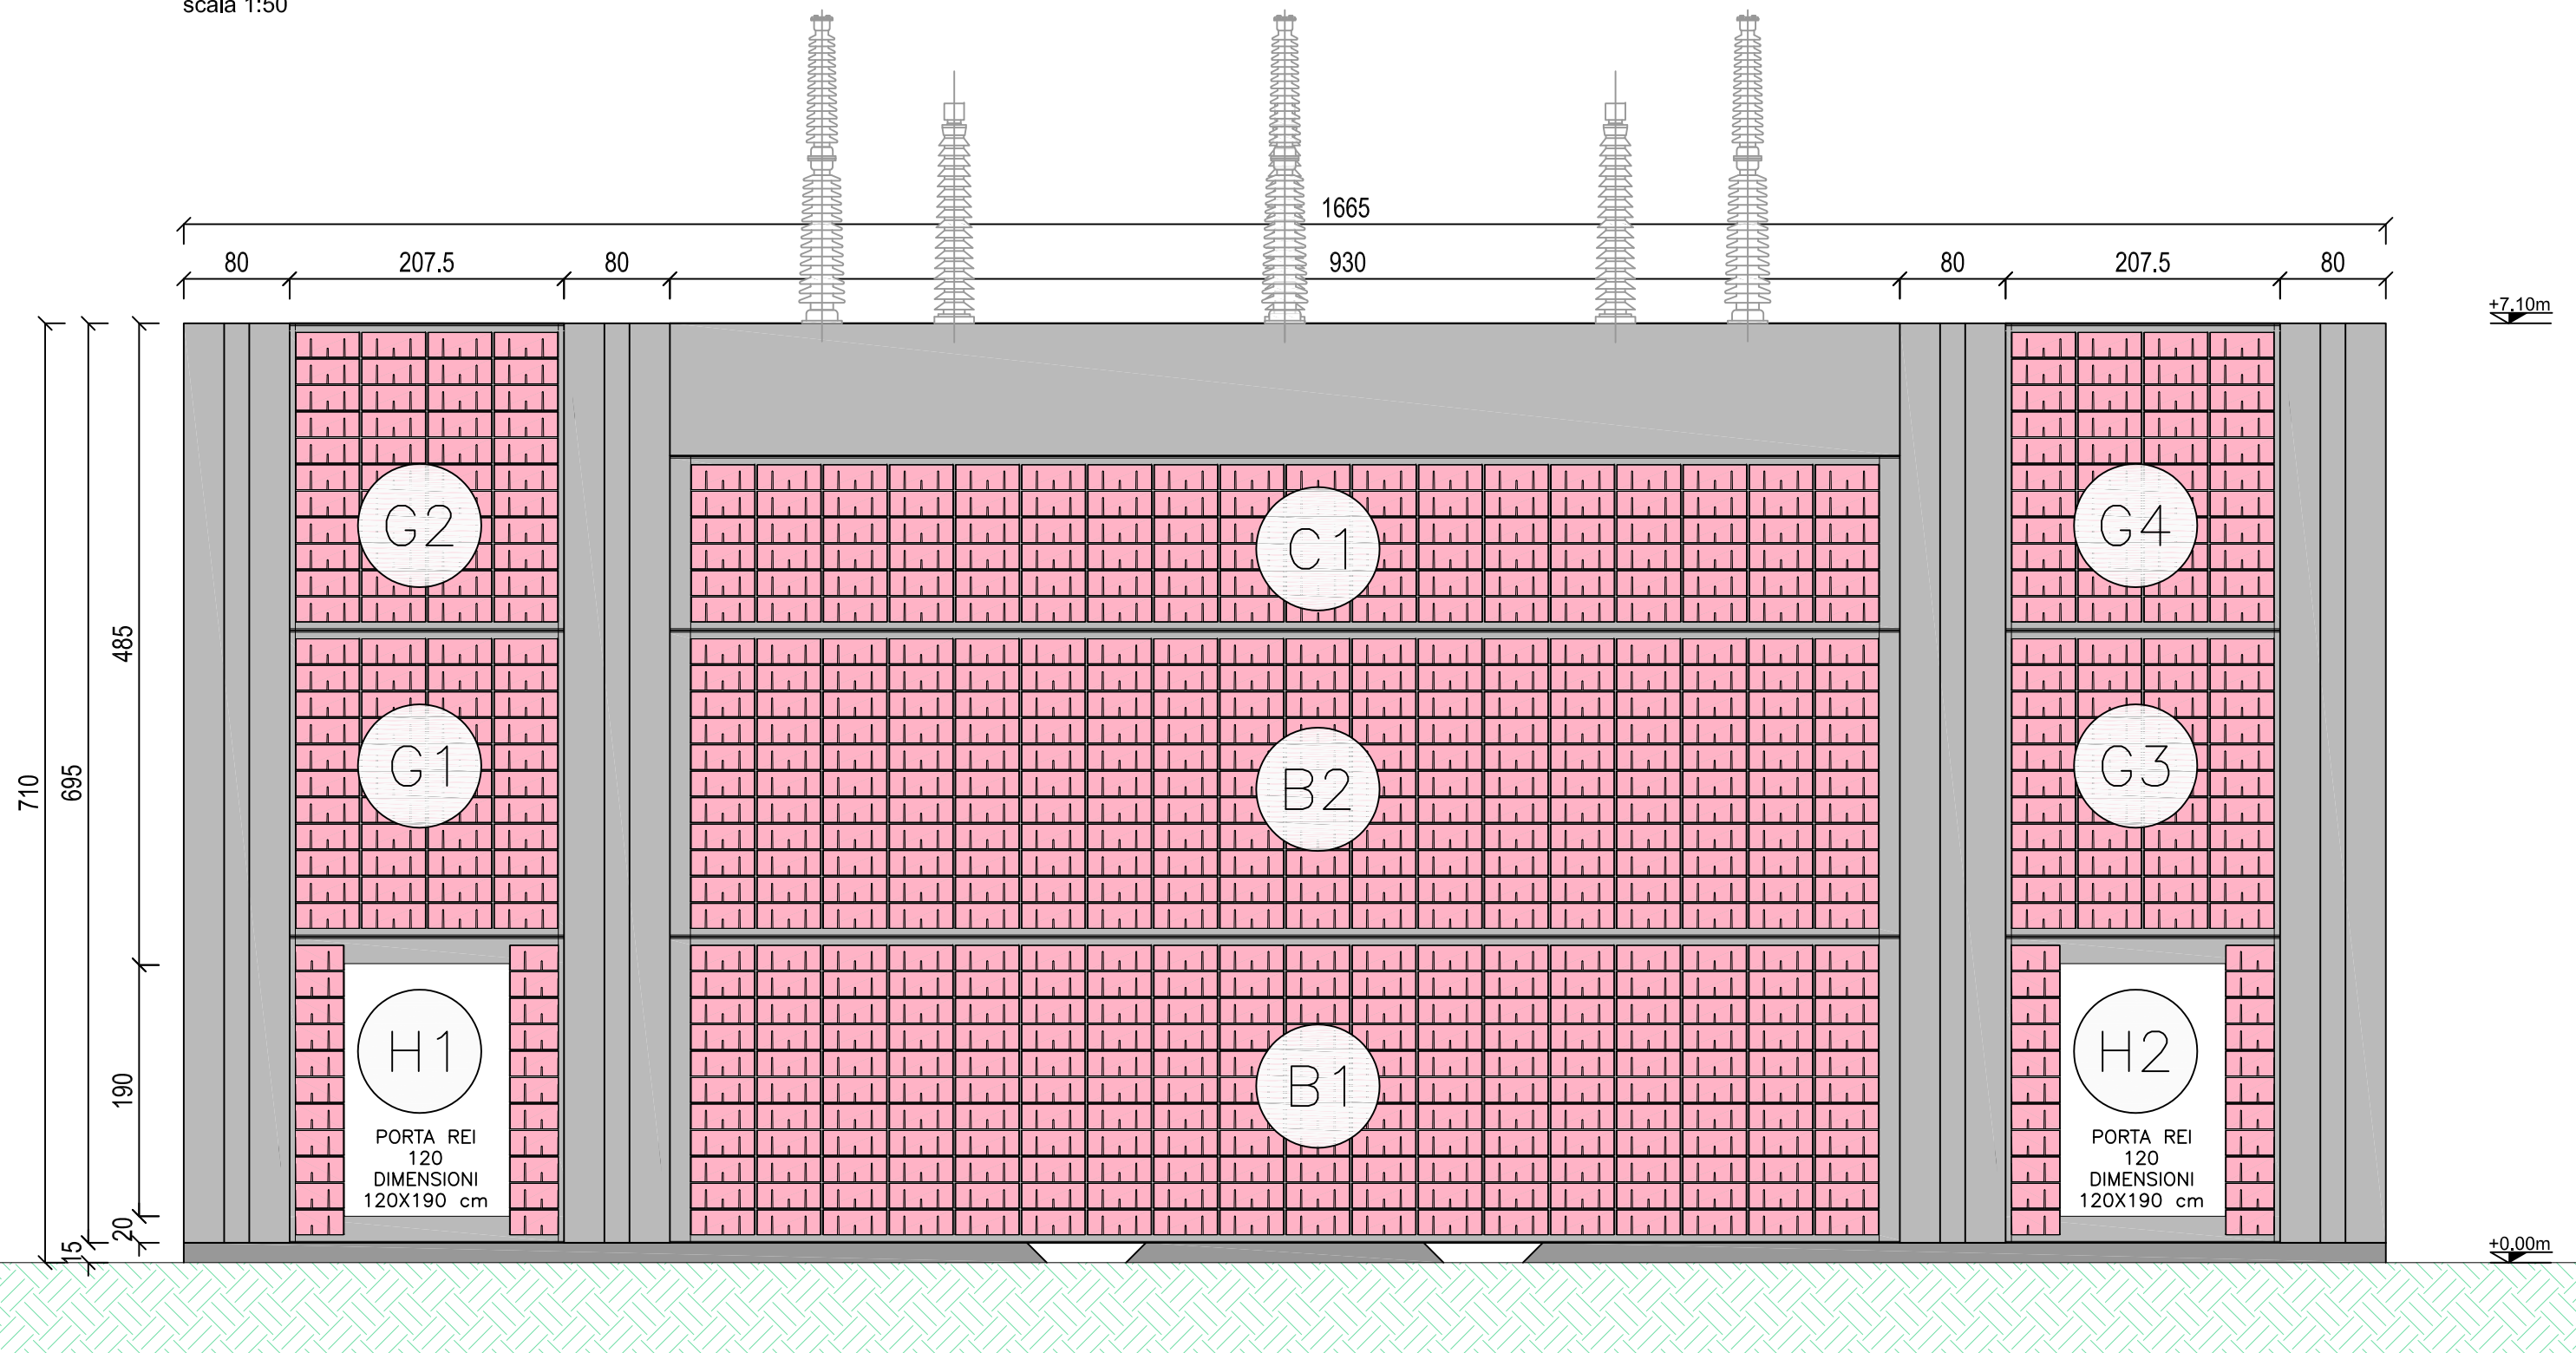 scala 1:50
1665
80
207.5
80
930
80
207.5
80
+7.10m
G2
C1
G4
485
G1
B2
G3
710
695
H1
B1
H2
190
PORTA REI
120
DIMENSIONI
120X190 cm
PORTA REI
120
DIMENSIONI
120X190 cm
20
15
+0.00m